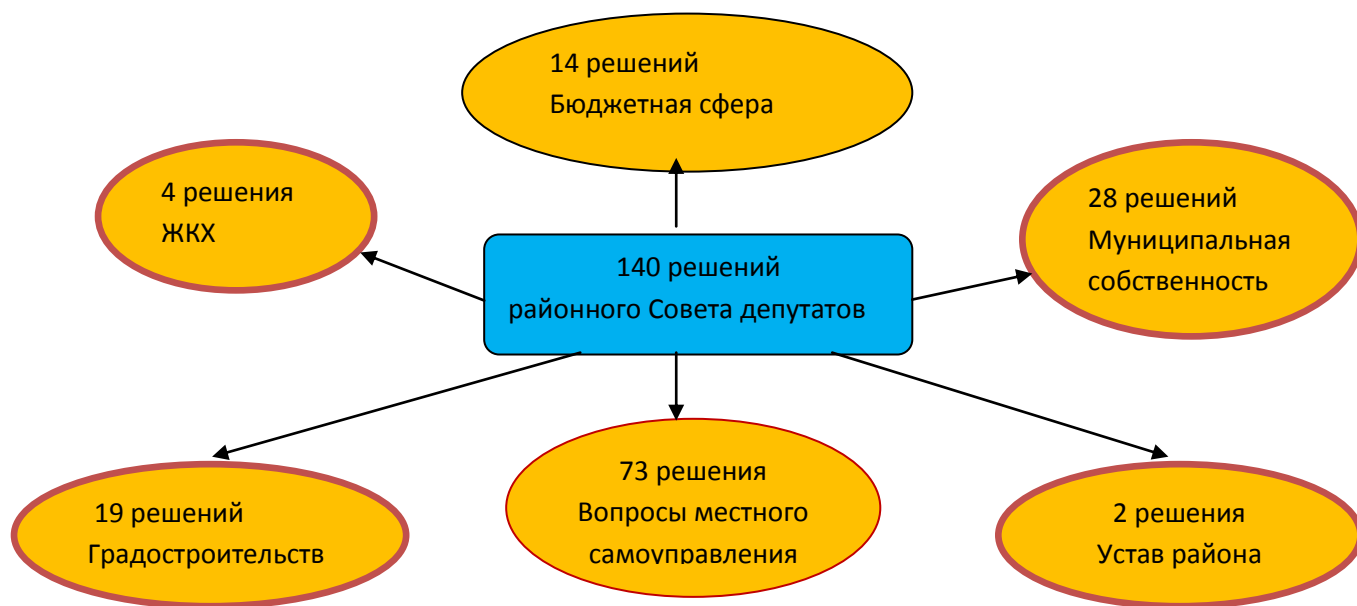 14 решений
Бюджетная сфера
4 решения
ЖКХ
28 решений
Муниципальная
собственность
140 решений
районного Совета депутатов
19 решений
Градостроительств
73 решения
Вопросы местного
самоуправления
2 решения
Устав района